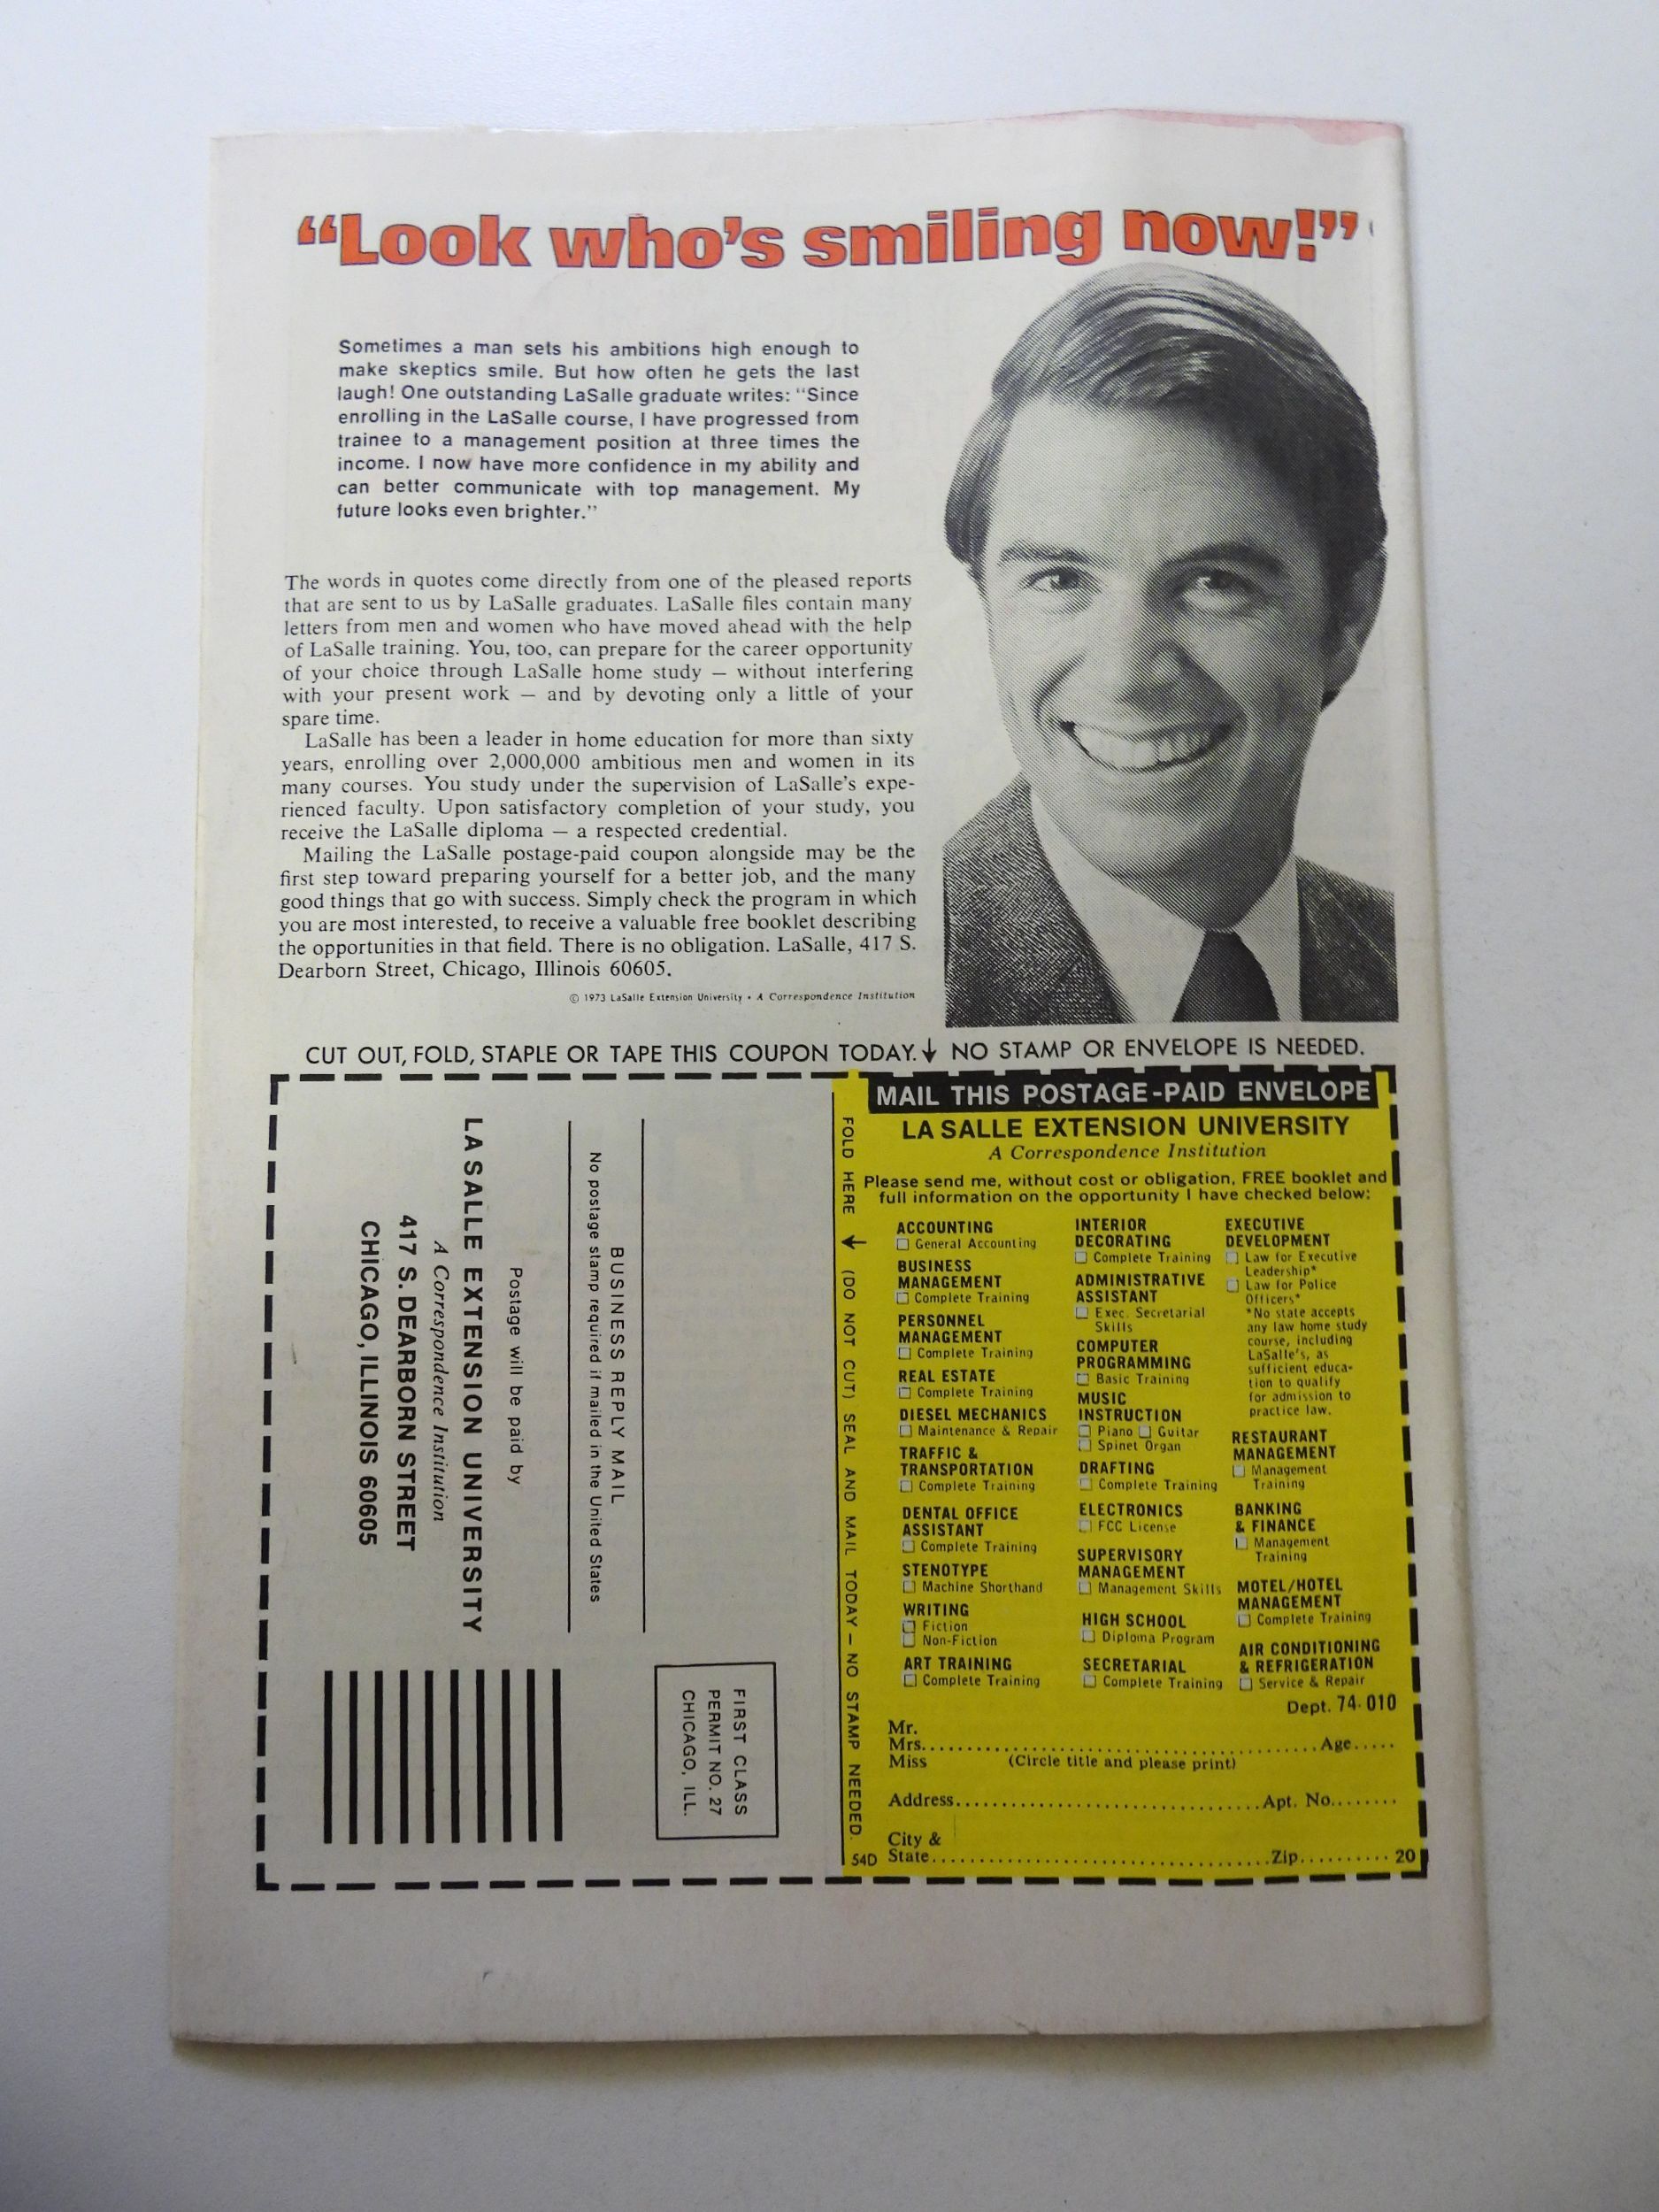 “Look who's smiling now!”
Sometimes a man sets his ambitions high enough to
make skeptics smile. But how often he gets the last
laugh! One outstanding LaSalle graduate writes: “Since
enrolling in the LaSalle course, I have progressed from
trainee to a management position at three times the
income. I now have more confidence in my ability and
can better communicate with top management. My
future looks even brighter.”
The words in quotes come directly from one of the pleased reports
that are sent to us by LaSalle graduates. LaSalle files contain many
letters from men and women who have moved ahead with the help
of LaSalle training. You, too, can prepare for the career opportunity
of your choice through LaSalle home study — without interfering
with your present work — and by devoting only a little of your
spare time.
LaSalle has been a leader in home education for more than sixty
years, enrolling over 2,000,000 ambitious men and women in its
many courses. You study under the supervision of LaSalle's expe-
rienced faculty. Upon satisfactory completion of your study, you
receive the LaSalle diploma — a respected credential.
Mailing the LaSalle postage-paid coupon alongside may be the
first step toward preparing yourself for a better job, and the many
good things that go with success. Simply check the program in which
you are most interested, to receive a valuable free booklet describing
the opportunities in that field. There is no obligation. LaSalle, 417 S.
Dearborn Street, Chicago, Illinois 60605.
© 1973 LaSalle Extension University • A Correspondence Institution
CUT OUT, FOLD, STAPLE OR TAPE THIS COUPON TODAY.↓ NO STAMP OR ENVELOPE IS NEEDED.
FIRST CLASS
PERMIT NO. 27
CHICAGO, ILL.
BUSINESS REPLY MAIL
No postage stamp required if mailed in the United States
Postage will be paid by
LA SALLE EXTENSION UNIVERSITY
A Correspondence Institution
417 S. DEARBORN STREET
CHICAGO, ILLINOIS 60605
FOLD HERE ↓ (DO NOT CUT) SEAL AND MAIL TODAY — NO STAMP NEEDED.
MAIL THIS POSTAGE-PAID ENVELOPE
LA SALLE EXTENSION UNIVERSITY
A Correspondence Institution
Please send me, without cost or obligation, FREE booklet and
full information on the opportunity I have checked below:
ACCOUNTING
☐ General Accounting
BUSINESS
MANAGEMENT
☐ Complete Training
PERSONNEL
MANAGEMENT
☐ Complete Training
REAL ESTATE
☐ Complete Training
DIESEL MECHANICS
☐ Maintenance & Repair
TRAFFIC &
TRANSPORTATION
☐ Complete Training
DENTAL OFFICE
ASSISTANT
☐ Complete Training
STENOTYPE
☐ Machine Shorthand
WRITING
☐ Fiction
☐ Non-Fiction
ART TRAINING
☐ Complete Training
INTERIOR
DECORATING
☐ Complete Training
ADMINISTRATIVE
ASSISTANT
☐ Exec. Secretarial
Skills
COMPUTER
PROGRAMMING
☐ Basic Training
MUSIC
INSTRUCTION
☐ Piano ☐ Guitar
☐ Spinet Organ
DRAFTING
☐ Complete Training
ELECTRONICS
☐ FCC License
SUPERVISORY
MANAGEMENT
☐ Management Skills
HIGH SCHOOL
☐ Diploma Program
SECRETARIAL
☐ Complete Training
EXECUTIVE
DEVELOPMENT
☐ Law for Executive
Leadership*
☐ Law for Police
Officers*
*No state accepts
any law home study
course, including
LaSalle's, as
sufficient educa-
tion to qualify
for admission to
practice law.
RESTAURANT
MANAGEMENT
☐ Management
Training
BANKING
& FINANCE
☐ Management
Training
MOTEL/HOTEL
MANAGEMENT
☐ Complete Training
AIR CONDITIONING
& REFRIGERATION
☐ Service & Repair
Dept. 74-010
Mr.
Mrs. Age
Miss (Circle title and please print)
Address Apt. No.
City &
State Zip 20
54D